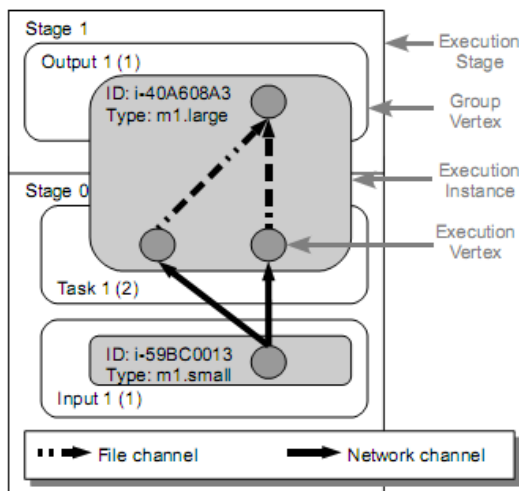 Stage 1
Output 1 (1)
ID: i-40A608A3
Type: m1.large
Execution
Stage
Group
Vertex
Execution
Instance
Stage 0
Execution
Vertex
Task 1 (2)
ID: i-59BC0013
Type: m1.small
Input 1 (1)
File channel
Network channel